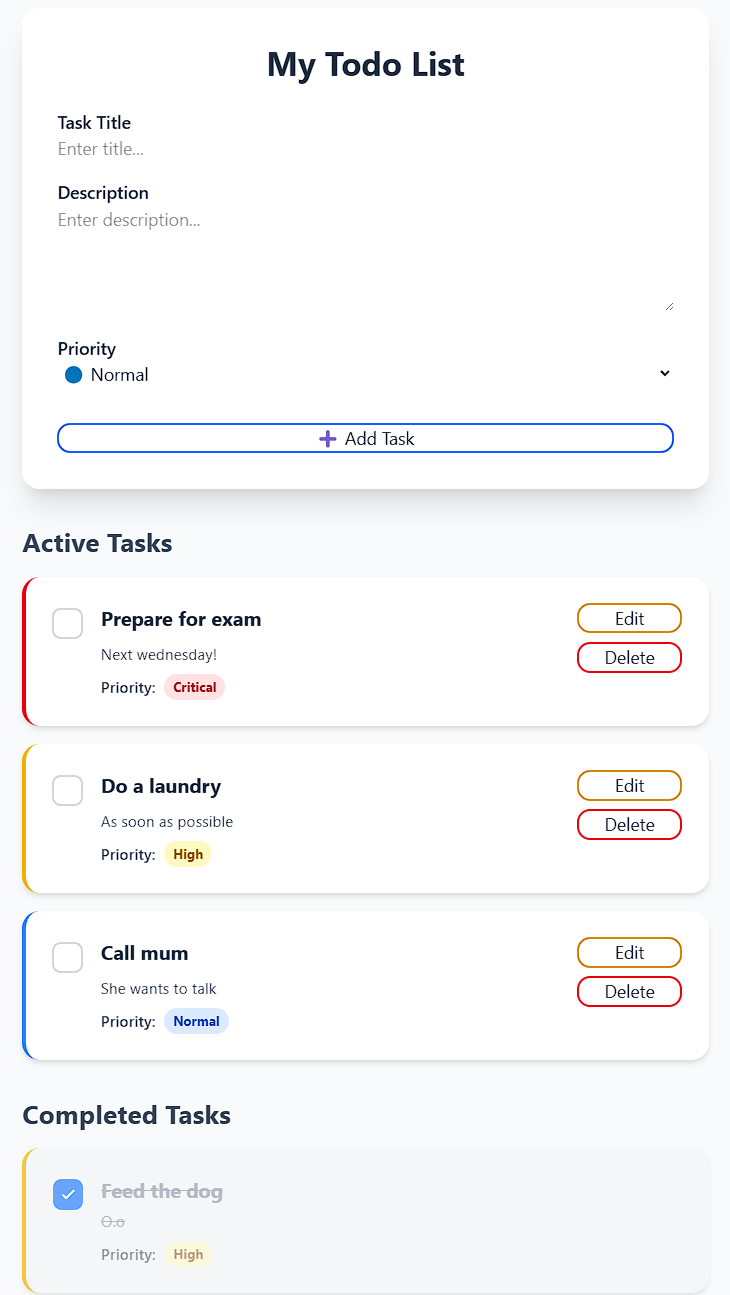 My Todo List
Task Title
Enter title...
Description
Enter description...
Priority
Normal
Add Task
Active Tasks
Prepare for exam
Edit
Next wednesday!
Delete
Priority: Critical
Do a laundry
Edit
As soon as possible
Delete
Priority: High
Call mum
Edit
She wants to talk
Delete
Priority: Normal
Completed Tasks
Feed the dog
O.o
Priority: High